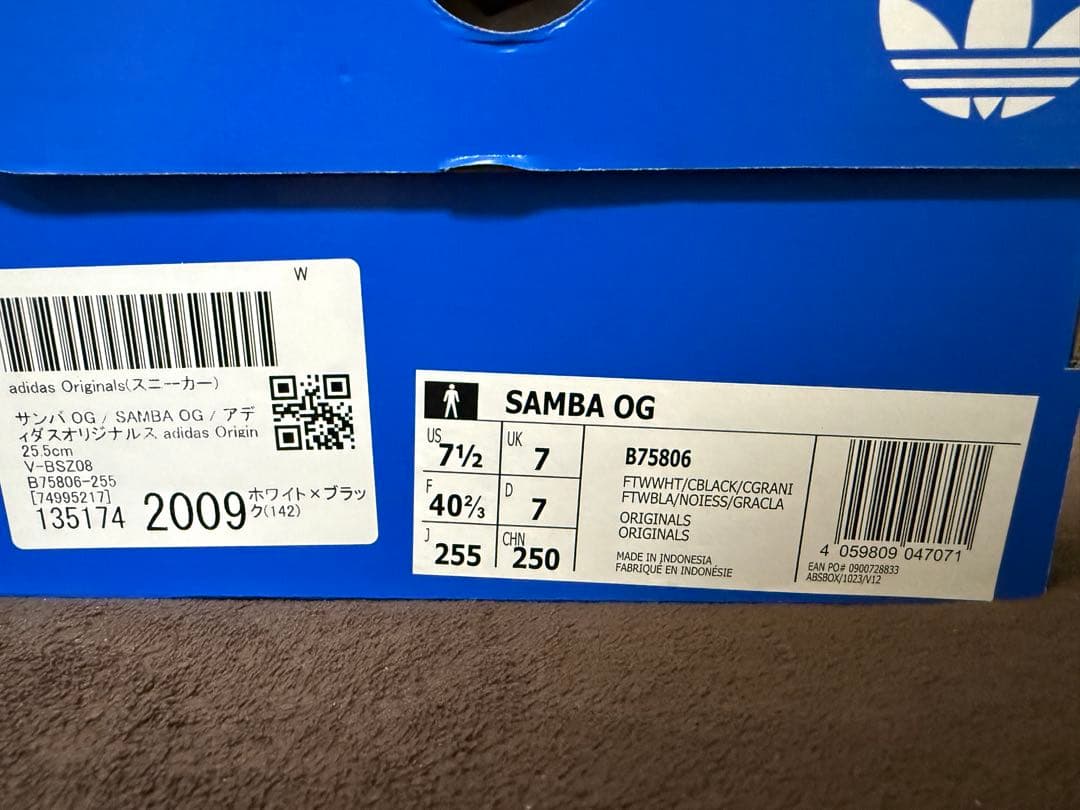 W
adidas Originals(スニーカー)
サンバ OG / SAMBA OG / アデ
ィダスオリジナルス adidas Origin
25.5cm
V-BSZ08
B75806-255
[74995217]
135174 2009 ホワイト×ブラッ
ク(142)
SAMBA OG
US 7½ UK 7
F 40⅔ D 7
J 255 CHN 250
B75806
FTWWHT/CBLACK/CGRANI
FTWBLA/NOIESS/GRACLA
ORIGINALS
ORIGINALS
MADE IN INDONESIA
FABRIQUÉ EN INDONÉSIE
4 059809 047071
EAN PO# 0900728833
ABSBOX/1023/V12